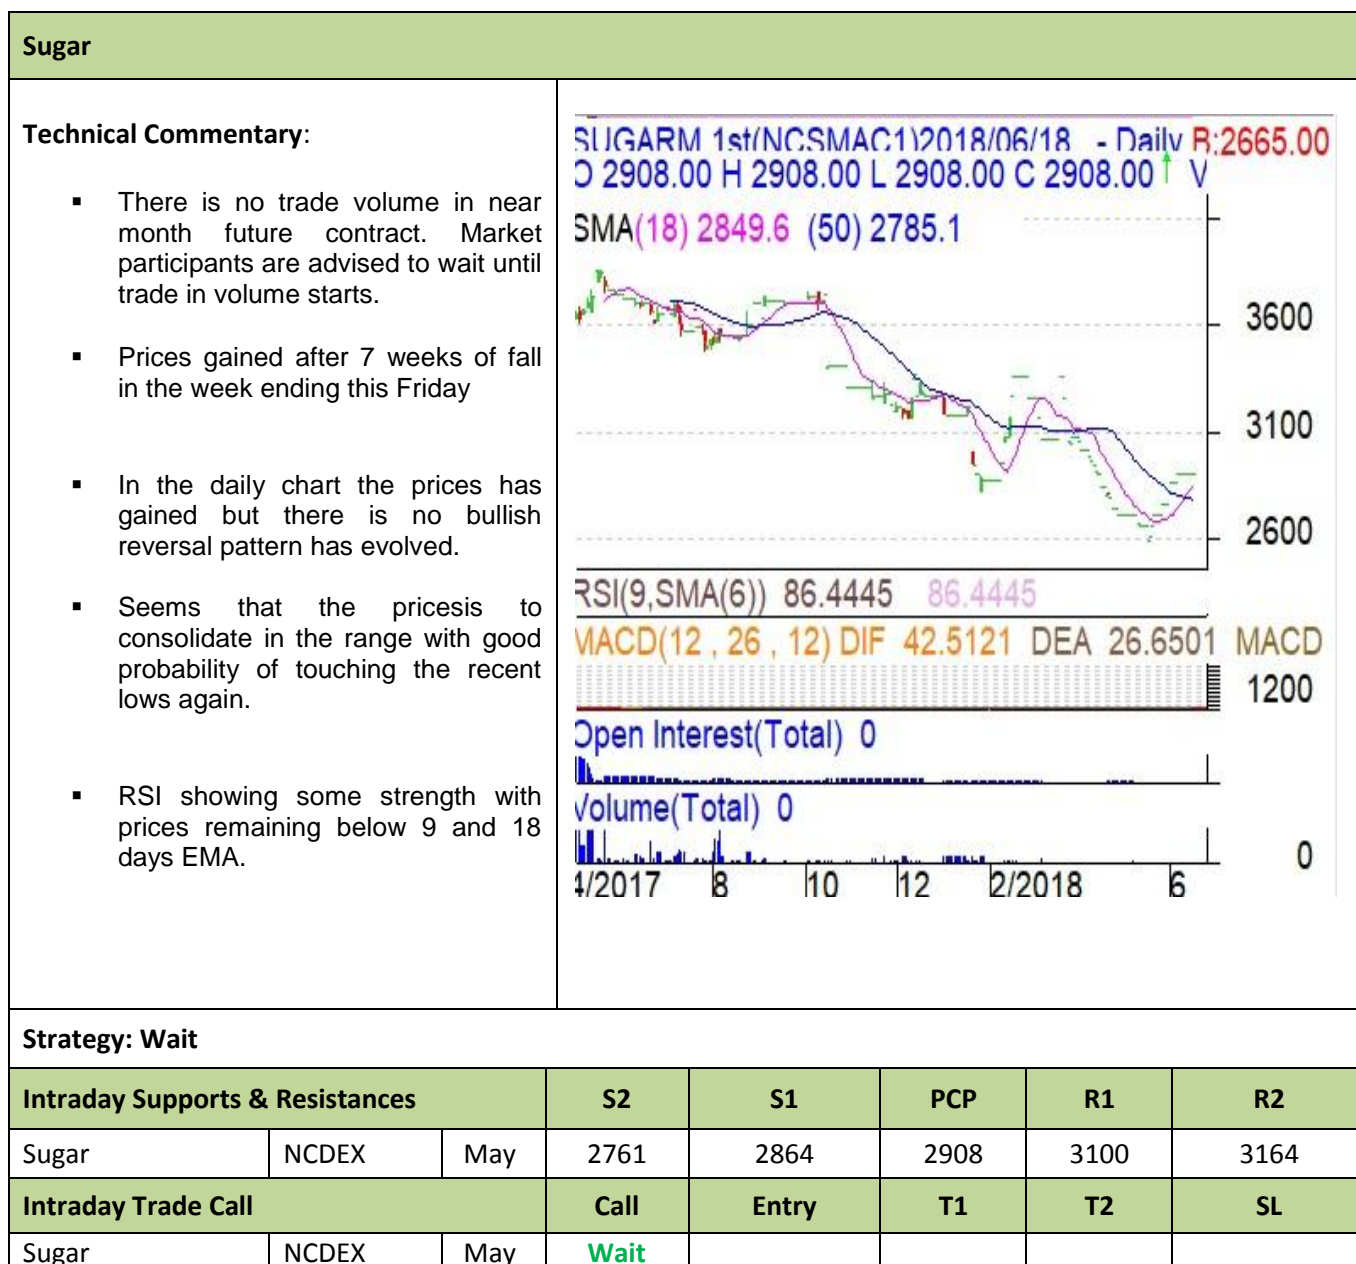 Sugar
Technical Commentary:
▪ There is no trade volume in near
month future contract. Market
participants are advised to wait until
trade in volume starts.
▪ Prices gained after 7 weeks of fall
in the week ending this Friday
▪ In the daily chart the prices has
gained but there is no bullish
reversal pattern has evolved.
▪ Seems that the pricesis to
consolidate in the range with good
probability of touching the recent
lows again.
▪ RSI showing some strength with
prices remaining below 9 and 18
days EMA.
SUGARM 1st(NCSMAC1)2018/06/18 - Daily B:2665.00
O 2908.00 H 2908.00 L 2908.00 C 2908.00 ↑ V
SMA(18) 2849.6 (50) 2785.1
3600
3100
2600
RSI(9,SMA(6)) 86.4445 86.4445
MACD(12 , 26 , 12) DIF 42.5121 DEA 26.6501 MACD
1200
Open Interest(Total) 0
Volume(Total) 0
0
4/2017 8 10 12 2/2018 6
Strategy: Wait
Intraday Supports & Resistances S2 S1 PCP R1 R2
Sugar NCDEX May 2761 2864 2908 3100 3164
Intraday Trade Call Call Entry T1 T2 SL
Sugar NCDEX May Wait